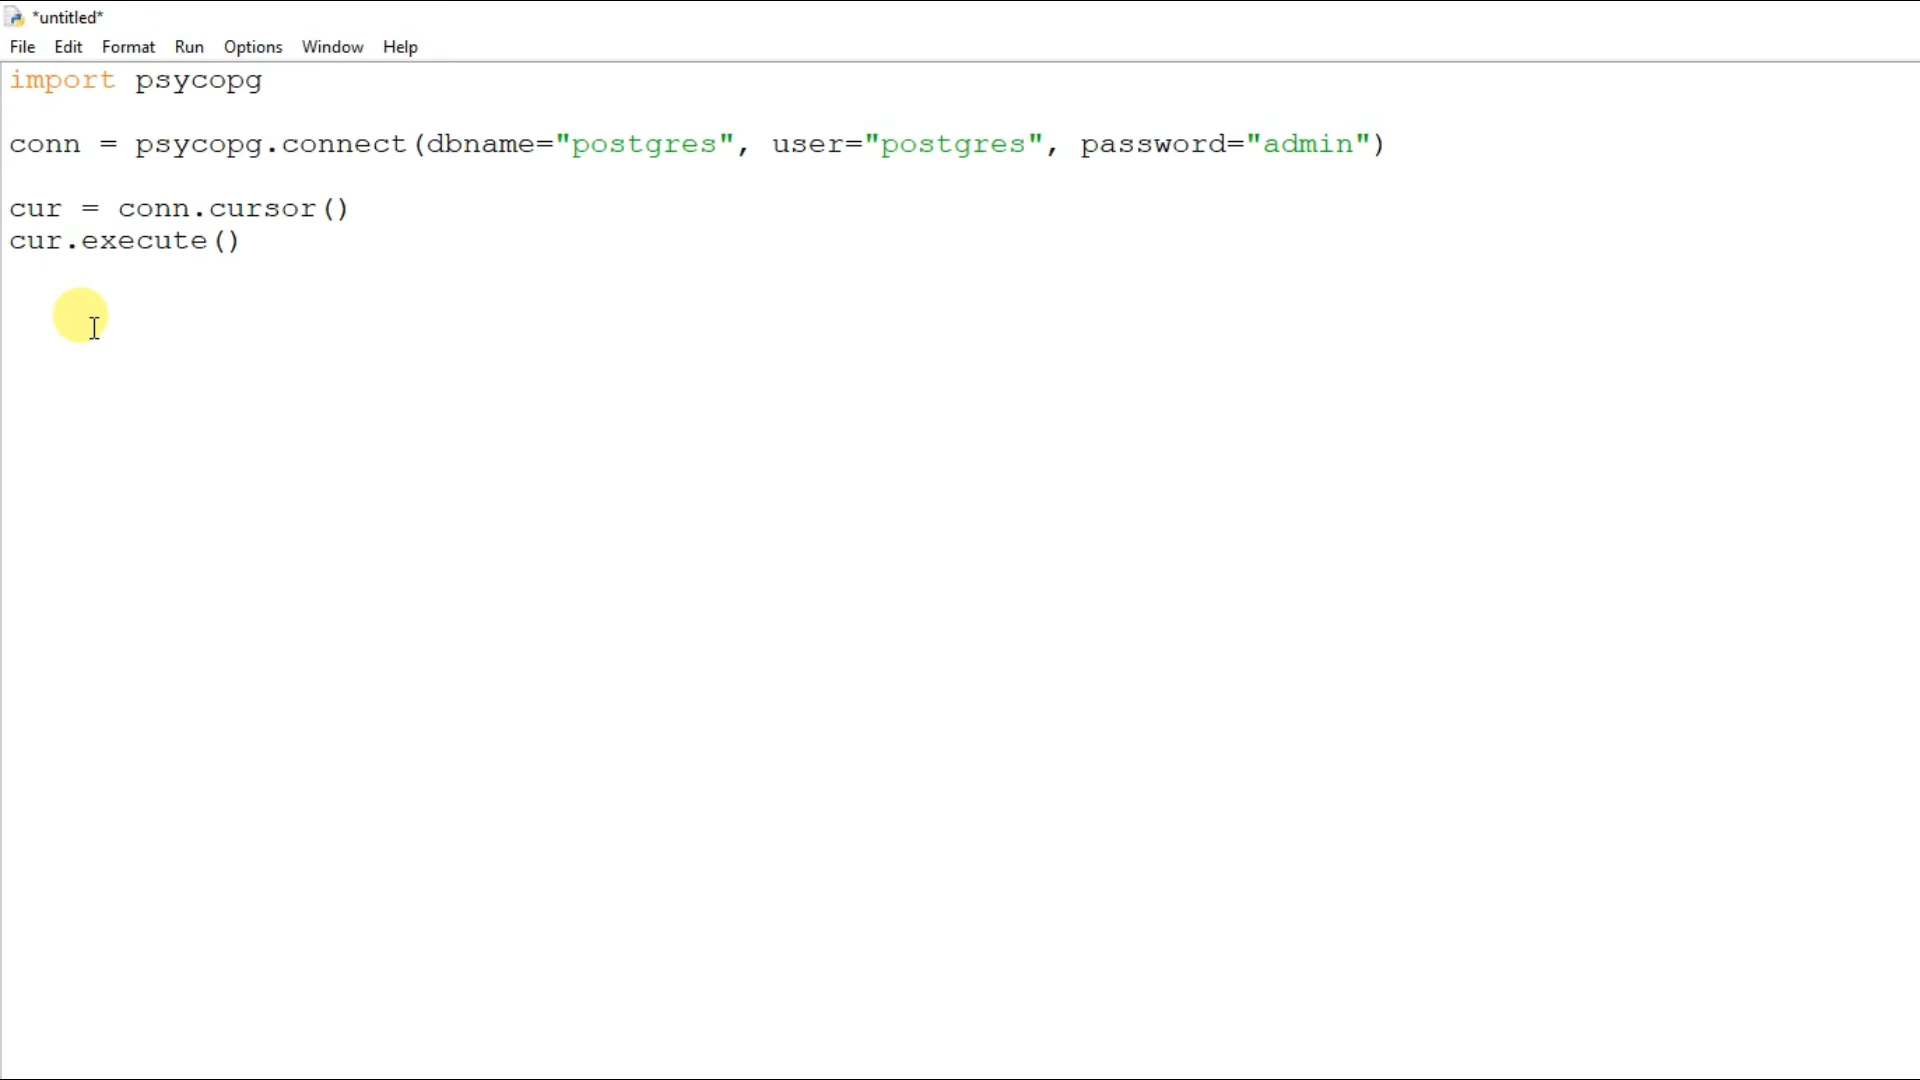 *untitled*
File Edit Format Run Options Window Help
import psycopg
conn = psycopg.connect(dbname="postgres", user="postgres", password="admin")
cur = conn.cursor()
cur.execute()